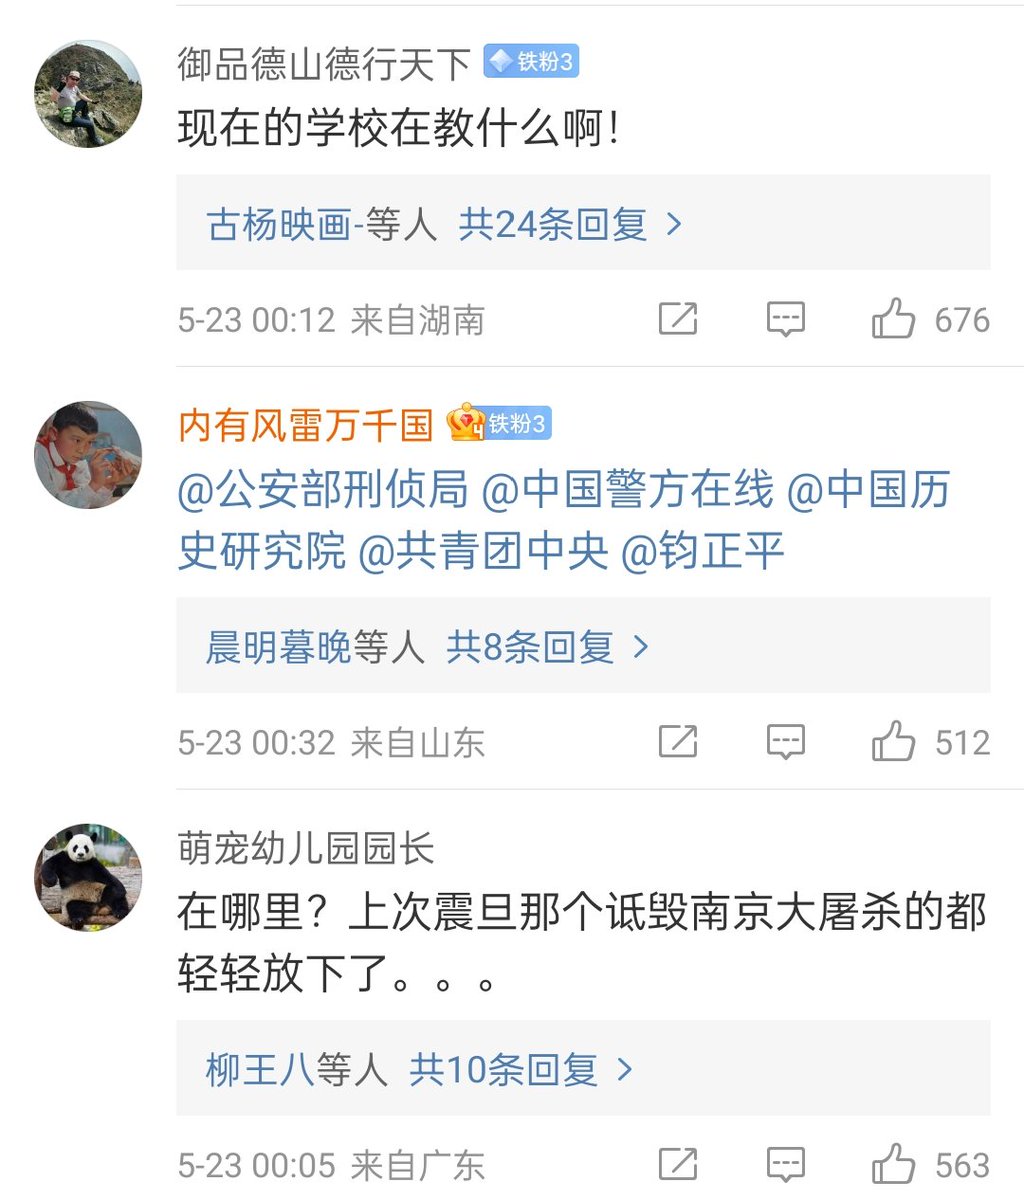 御品德山德行天下 铁粉3
现在的学校在教什么啊!
古杨映画-等人 共24条回复 >
5-23 00:12 来自湖南 676
内有风雷万千国 4 铁粉3
@公安部刑侦局 @中国警方在线 @中国历
史研究院 @共青团中央 @钧正平
晨明暮晚等人 共8条回复 >
5-23 00:32 来自山东 512
萌宠幼儿园园长
在哪里？上次震旦那个诋毁南京大屠杀的都
轻轻放下了。。。
柳王八等人 共10条回复 >
5-23 00:05 来自广东 563